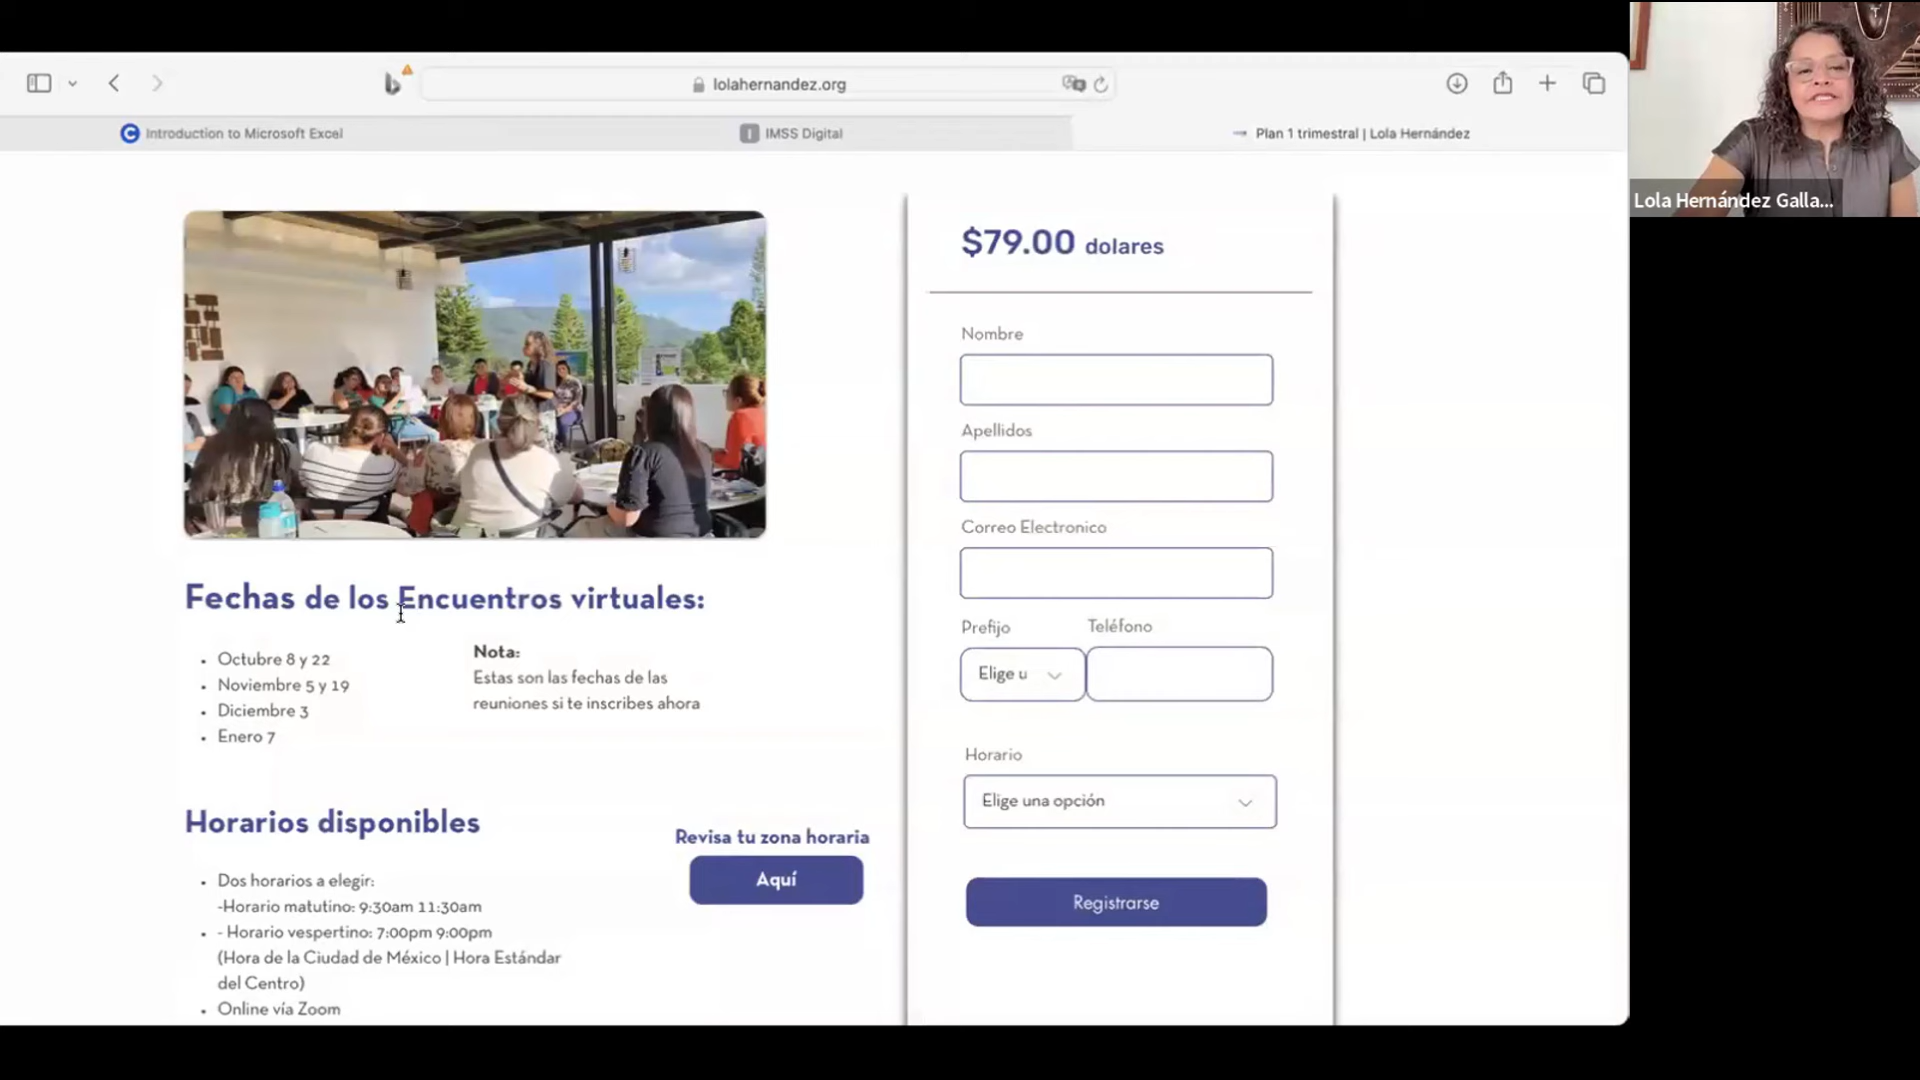 lolahernandez.org
Introduction to Microsoft Excel
IMSS Digital
Plan 1 trimestral | Lola Hernández
Lola Hernández Galla...
$79.00 dolares
Nombre
Apellidos
Correo Electronico
Prefijo
Teléfono
Elige u
Horario
Elige una opción
Registrarse
Fechas de los Encuentros virtuales:
• Octubre 8 y 22
• Noviembre 5 y 19
• Diciembre 3
• Enero 7
Nota:
Estas son las fechas de las
reuniones si te inscribes ahora
Horarios disponibles
• Dos horarios a elegir:
-Horario matutino: 9:30am 11:30am
• - Horario vespertino: 7:00pm 9:00pm
(Hora de la Ciudad de México | Hora Estándar
del Centro)
• Online vía Zoom
Revisa tu zona horaria
Aquí